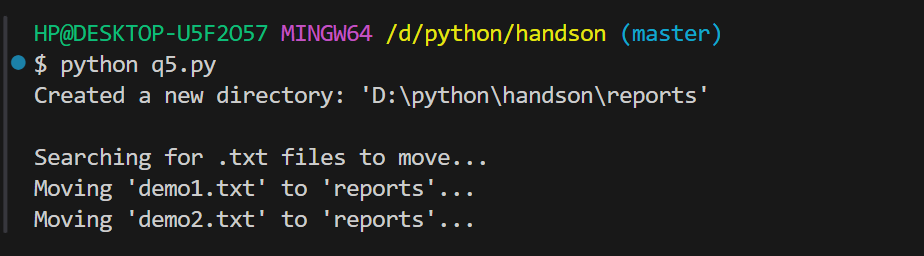 HP@DESKTOP-U5F2O57 MINGW64 /d/python/handson (master)
$ python q5.py
Created a new directory: 'D:\python\handson\reports'
Searching for .txt files to move...
Moving 'demo1.txt' to 'reports'...
Moving 'demo2.txt' to 'reports'...